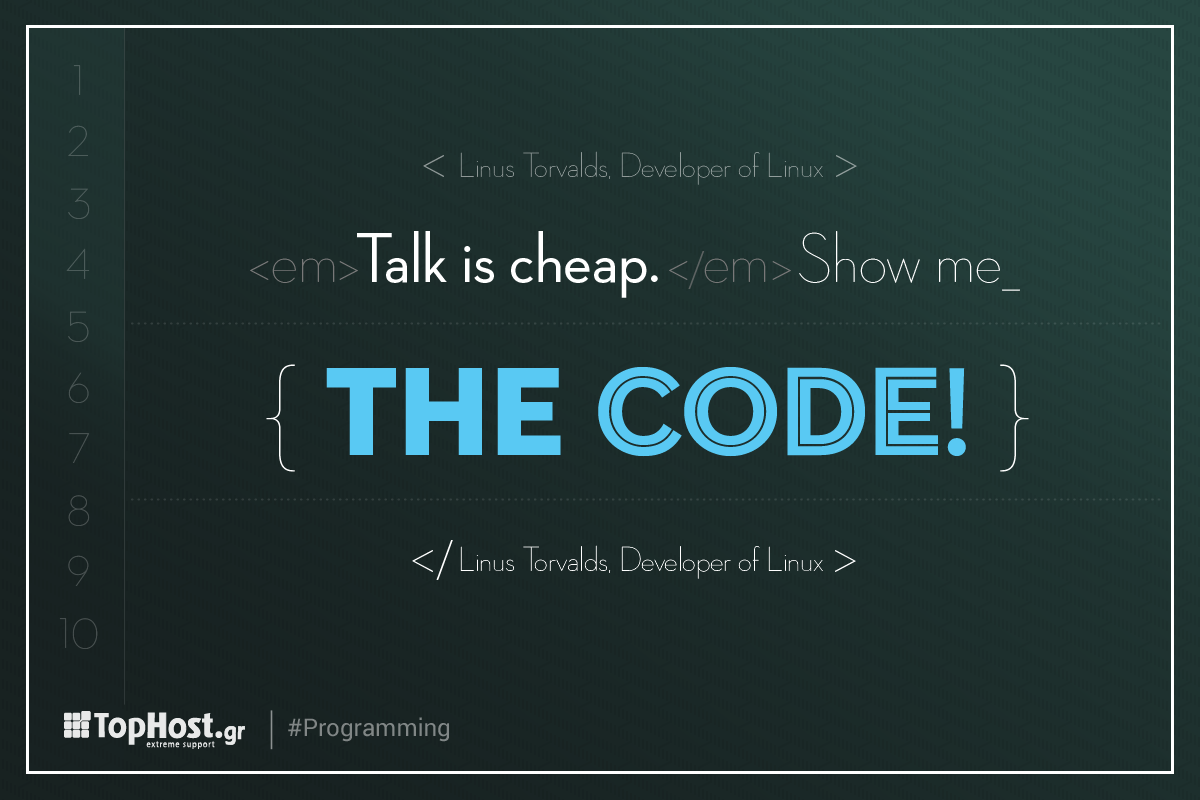 1
2
< Linus Torvalds, Developer of Linux >
3
4
<em>Talk is cheap.</em>Show me_
5
6
{ THE CODE! }
7
8
</ Linus Torvalds, Developer of Linux >
9
10
TopHost.gr
extreme support
#Programming